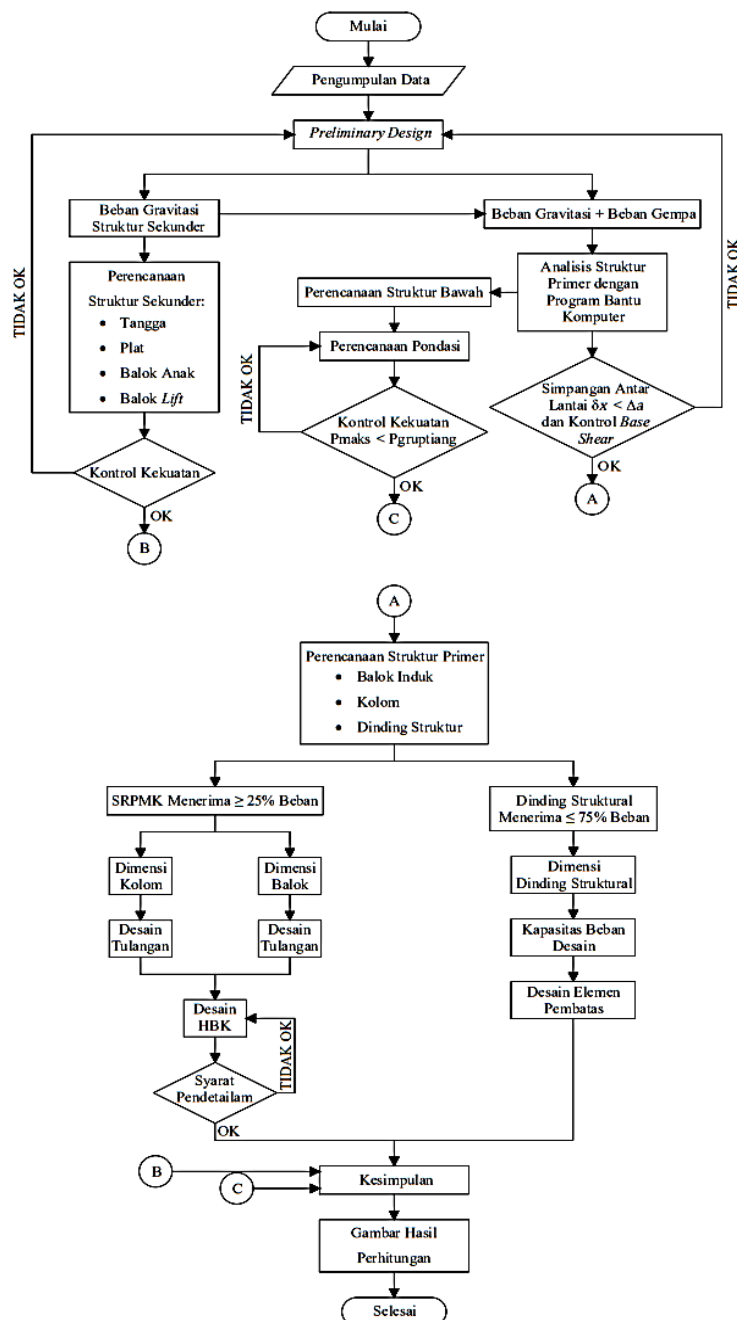 Mulai
Pengumpulan Data
Preliminary Design
Beban Gravitasi
Struktur Sekunder
Beban Gravitasi + Beban Gempa
TIDAK OK
Perencanaan
Struktur Sekunder:
• Tangga
• Plat
• Balok Anak
• Balok Lift
Kontrol Kekuatan
OK
B
Perencanaan Struktur Bawah
Perencanaan Pondasi
TIDAK OK
Kontrol Kekuatan
Pmaks < Pgruptiang
OK
C
Analisis Struktur
Primer dengan
Program Bantu
Komputer
TIDAK OK
Simpangan Antar
Lantai δx < Δa
dan Kontrol Base
Shear
OK
A
A
Perencanaan Struktur Primer
• Balok Induk
• Kolom
• Dinding Struktur
SRPMK Menerima ≥ 25% Beban
Dinding Struktural
Menerima ≤ 75% Beban
Dimensi
Kolom
Dimensi
Balok
Dimensi
Dinding Struktural
Desain
Tulangan
Desain
Tulangan
Kapasitas Beban
Desain
Desain
HBK
Desain Elemen
Pembatas
TIDAK OK
Syarat
Pendetailam
OK
B
C
Kesimpulan
Gambar Hasil
Perhitungan
Selesai